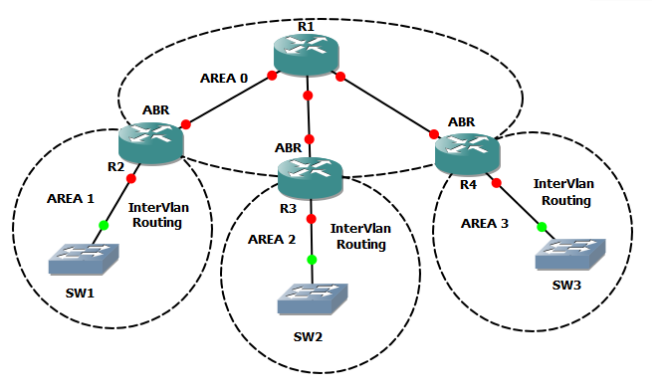 R1
AREA 0
ABR
R2
ABR
R3
ABR
R4
AREA 1
InterVlan
Routing
SW1
AREA 2
InterVlan
Routing
SW2
AREA 3
InterVlan
Routing
SW3